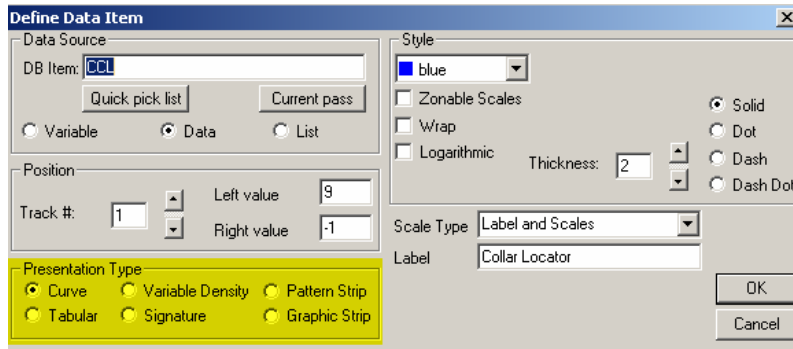 Define Data Item
Data Source
DB Item: CCL
Quick pick list
Current pass
Variable
Data
List
Position
Track #: 1
Left value 9
Right value -1
Presentation Type
Curve
Variable Density
Pattern Strip
Tabular
Signature
Graphic Strip
Style
blue
Zonable Scales
Wrap
Logarithmic
Thickness: 2
Solid
Dot
Dash
Dash Dot
Scale Type Label and Scales
Label Collar Locator
OK
Cancel